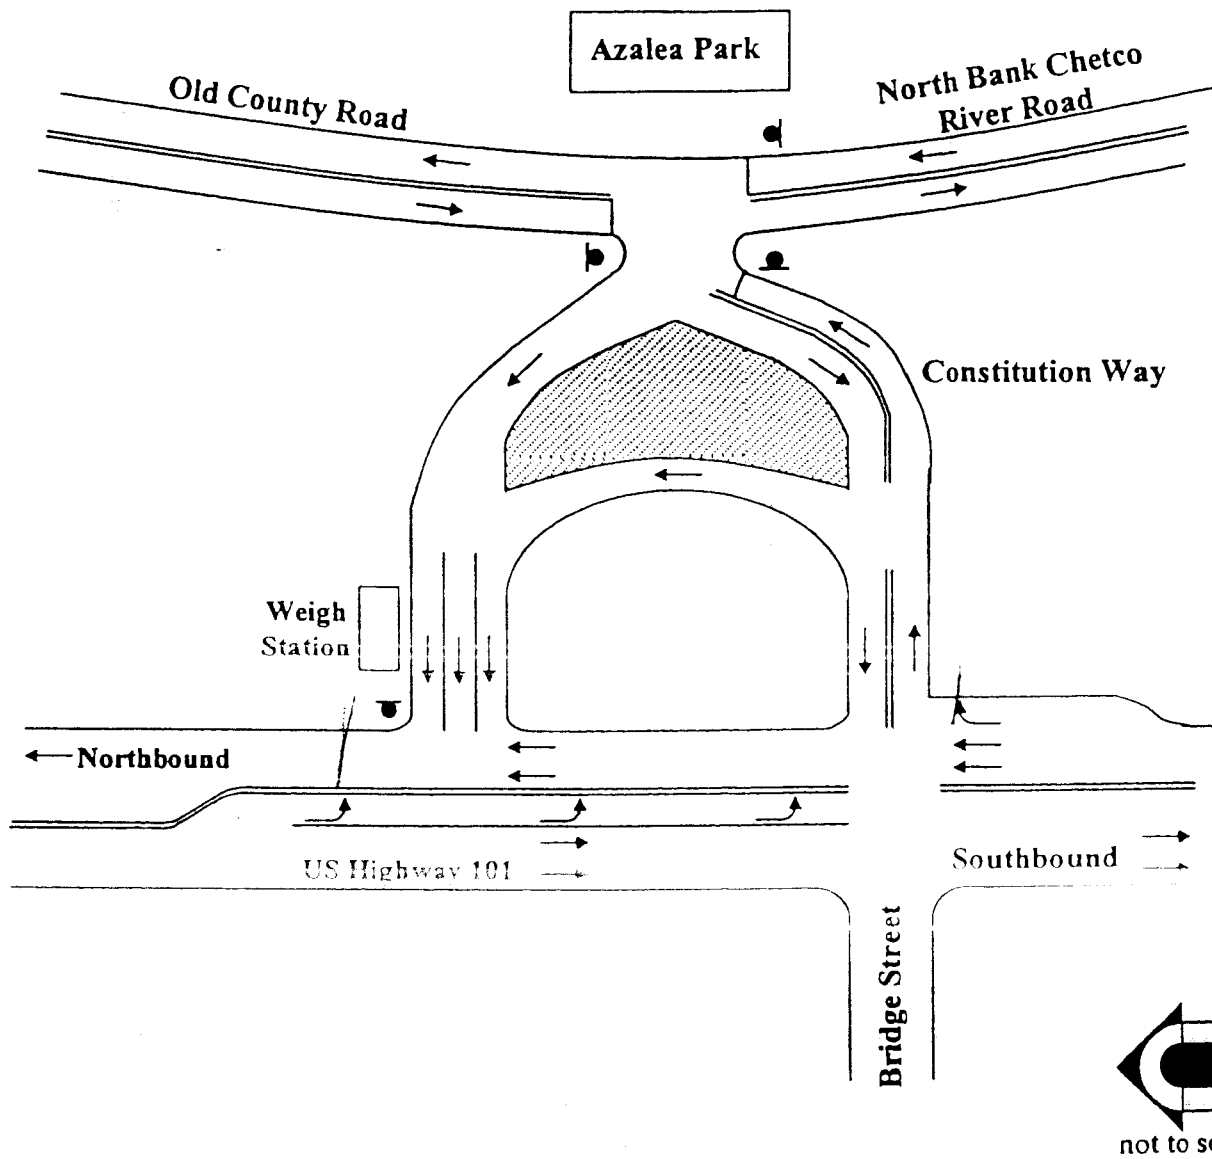 Azalea Park
Old County Road
North Bank Chetco
River Road
Constitution Way
Weigh
Station
Northbound
US Highway 101
Southbound
Bridge Street
not to